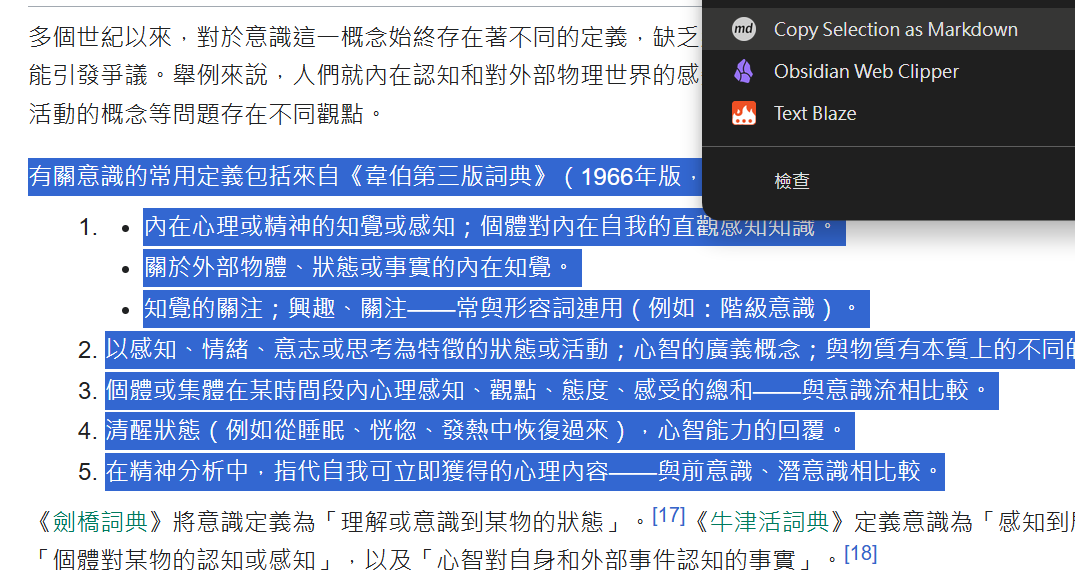 多個世紀以來，對於意識這一概念始終存在著不同的定義，缺乏
能引發爭議。舉例來說，人們就內在認知和對外部物理世界的感
活動的概念等問題存在不同觀點。
有關意識的常用定義包括來自《韋伯第三版詞典》（1966年版，
1. • 內在心理或精神的知覺或感知；個體對內在自我的直觀感知知識。
• 關於外部物體、狀態或事實的內在知覺。
• 知覺的關注；興趣、關注——常與形容詞連用（例如：階級意識）。
2. 以感知、情緒、意志或思考為特徵的狀態或活動；心智的廣義概念；與物質有本質上的不同的
3. 個體或集體在某時間段內心理感知、觀點、態度、感受的總和——與意識流相比較。
4. 清醒狀態（例如從睡眠、恍惚、發熱中恢復過來），心智能力的回覆。
5. 在精神分析中，指代自我可立即獲得的心理內容——與前意識、潛意識相比較。
《劍橋詞典》將意識定義為「理解或意識到某物的狀態」。[17]《牛津活詞典》定義意識為「感知到
「個體對某物的認知或感知」，以及「心智對自身和外部事件認知的事實」。[18]
md Copy Selection as Markdown
Obsidian Web Clipper
Text Blaze
檢查